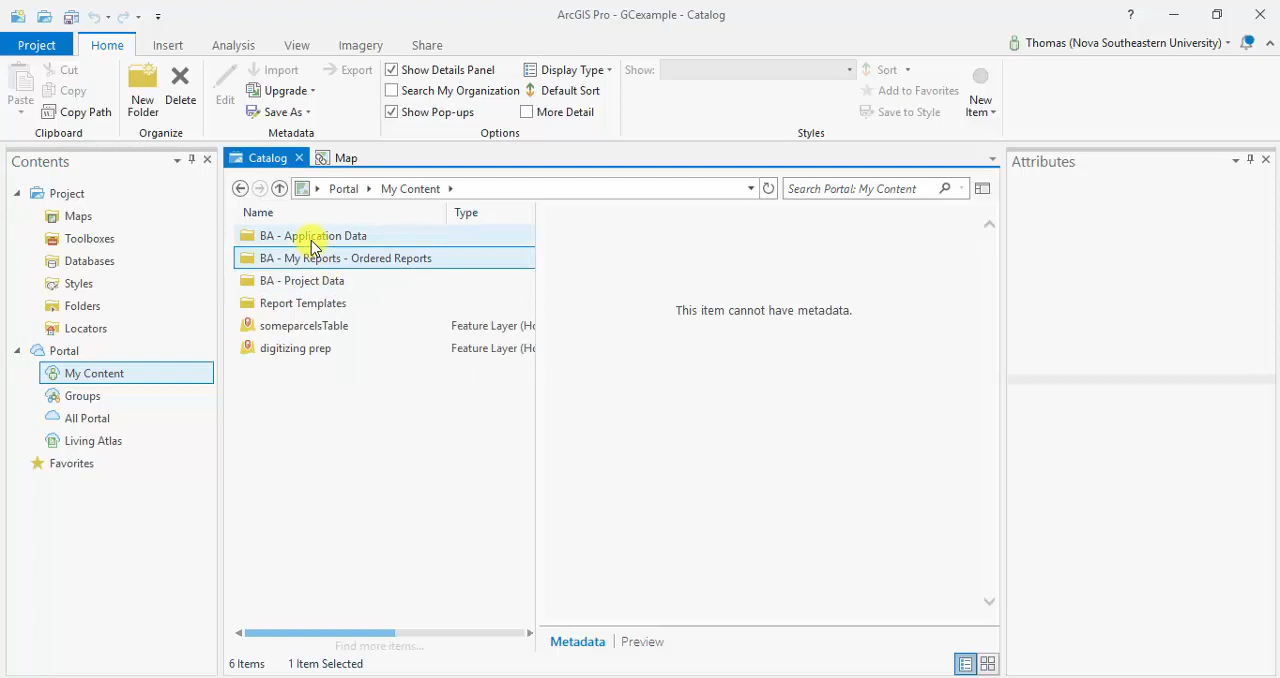 ArcGIS Pro - GCexample - Catalog
?
Project Home Insert Analysis View Imagery Share
Thomas (Nova Southeastern University)
Paste
Cut
Copy
Copy Path
Clipboard
New Folder
Delete
Organize
Edit
Import
Export
Upgrade
Save As
Metadata
Show Details Panel
Search My Organization
Show Pop-ups
Display Type
Default Sort
More Detail
Options
Show:
Sort
Add to Favorites
Save to Style
New Item
Styles
Contents
Project
Maps
Toolboxes
Databases
Styles
Folders
Locators
Portal
My Content
Groups
All Portal
Living Atlas
Favorites
Catalog Map
Portal My Content
Search Portal: My Content
Name Type
BA - Application Data
BA - My Reports - Ordered Reports
BA - Project Data
Report Templates
someparcelsTable Feature Layer (Ho
digitizing prep Feature Layer (Ho
Find more items...
6 Items 1 Item Selected
This item cannot have metadata.
Metadata Preview
Attributes